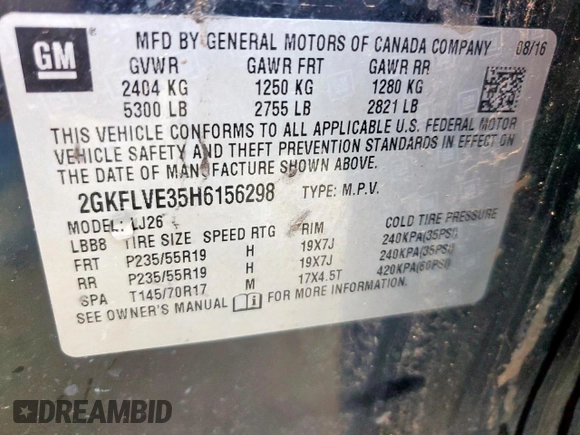 GM
MFD BY GENERAL MOTORS OF CANADA COMPANY 08/16
GVWR GAWR FRT GAWR RR
2404 KG 1250 KG 1280 KG
5300 LB 2755 LB 2821 LB
THIS VEHICLE CONFORMS TO ALL APPLICABLE U.S. FEDERAL MOTOR
VEHICLE SAFETY AND THEFT PREVENTION STANDARDS IN EFFECT ON
THE DATE OF MANUFACTURE SHOWN ABOVE.
2GKFLVE35H6156298 TYPE: M.P.V.
MODEL: LJ26
LBB8 TIRE SIZE SPEED RTG RIM COLD TIRE PRESSURE
FRT P235/55R19 H 19X7J 240KPA(35PSI)
RR P235/55R19 H 19X7J 240KPA(35PSI)
SPA T145/70R17 M 17X4.5T 420KPA(60PSI)
SEE OWNER'S MANUAL FOR MORE INFORMATION.
DREAMBID